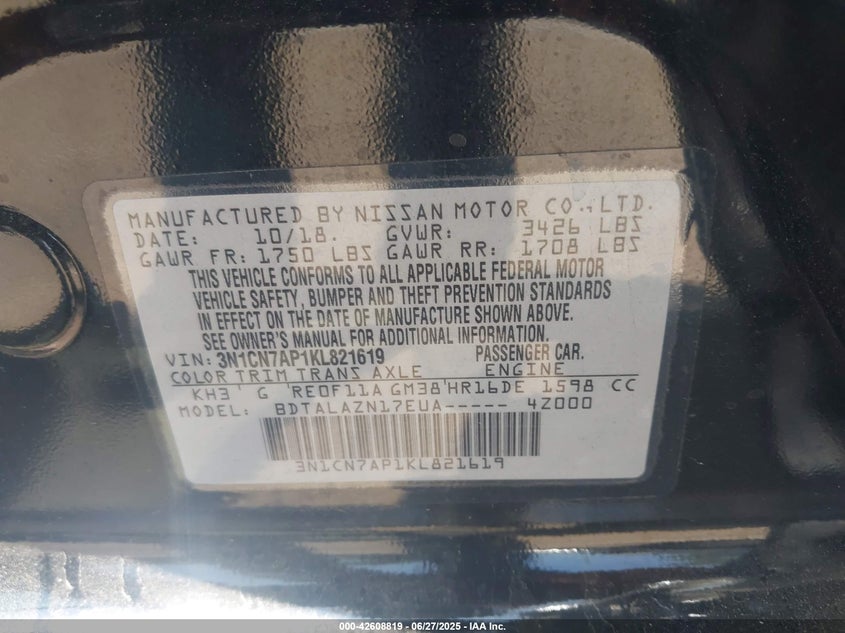 MANUFACTURED BY NISSAN MOTOR CO., LTD.
DATE: 10/18. GVWR: 3426 LBS
GAWR FR: 1750 LBS GAWR RR: 1708 LBS
THIS VEHICLE CONFORMS TO ALL APPLICABLE FEDERAL MOTOR
VEHICLE SAFETY, BUMPER AND THEFT PREVENTION STANDARDS
IN EFFECT ON THE DATE OF MANUFACTURE SHOWN ABOVE.
SEE OWNER'S MANUAL FOR ADDITIONAL INFORMATION.
VIN: 3N1CN7AP1KL821619 PASSENGER CAR.
COLOR TRIM TRANS AXLE ENGINE
KH3 G RE0F11A GM38 HR16DE 1598 CC
MODEL: BDTALAZN17EUA----- 4Z000
3N1CN7AP1KL821619
000-42608819 - 06/27/2025 - IAA Inc.